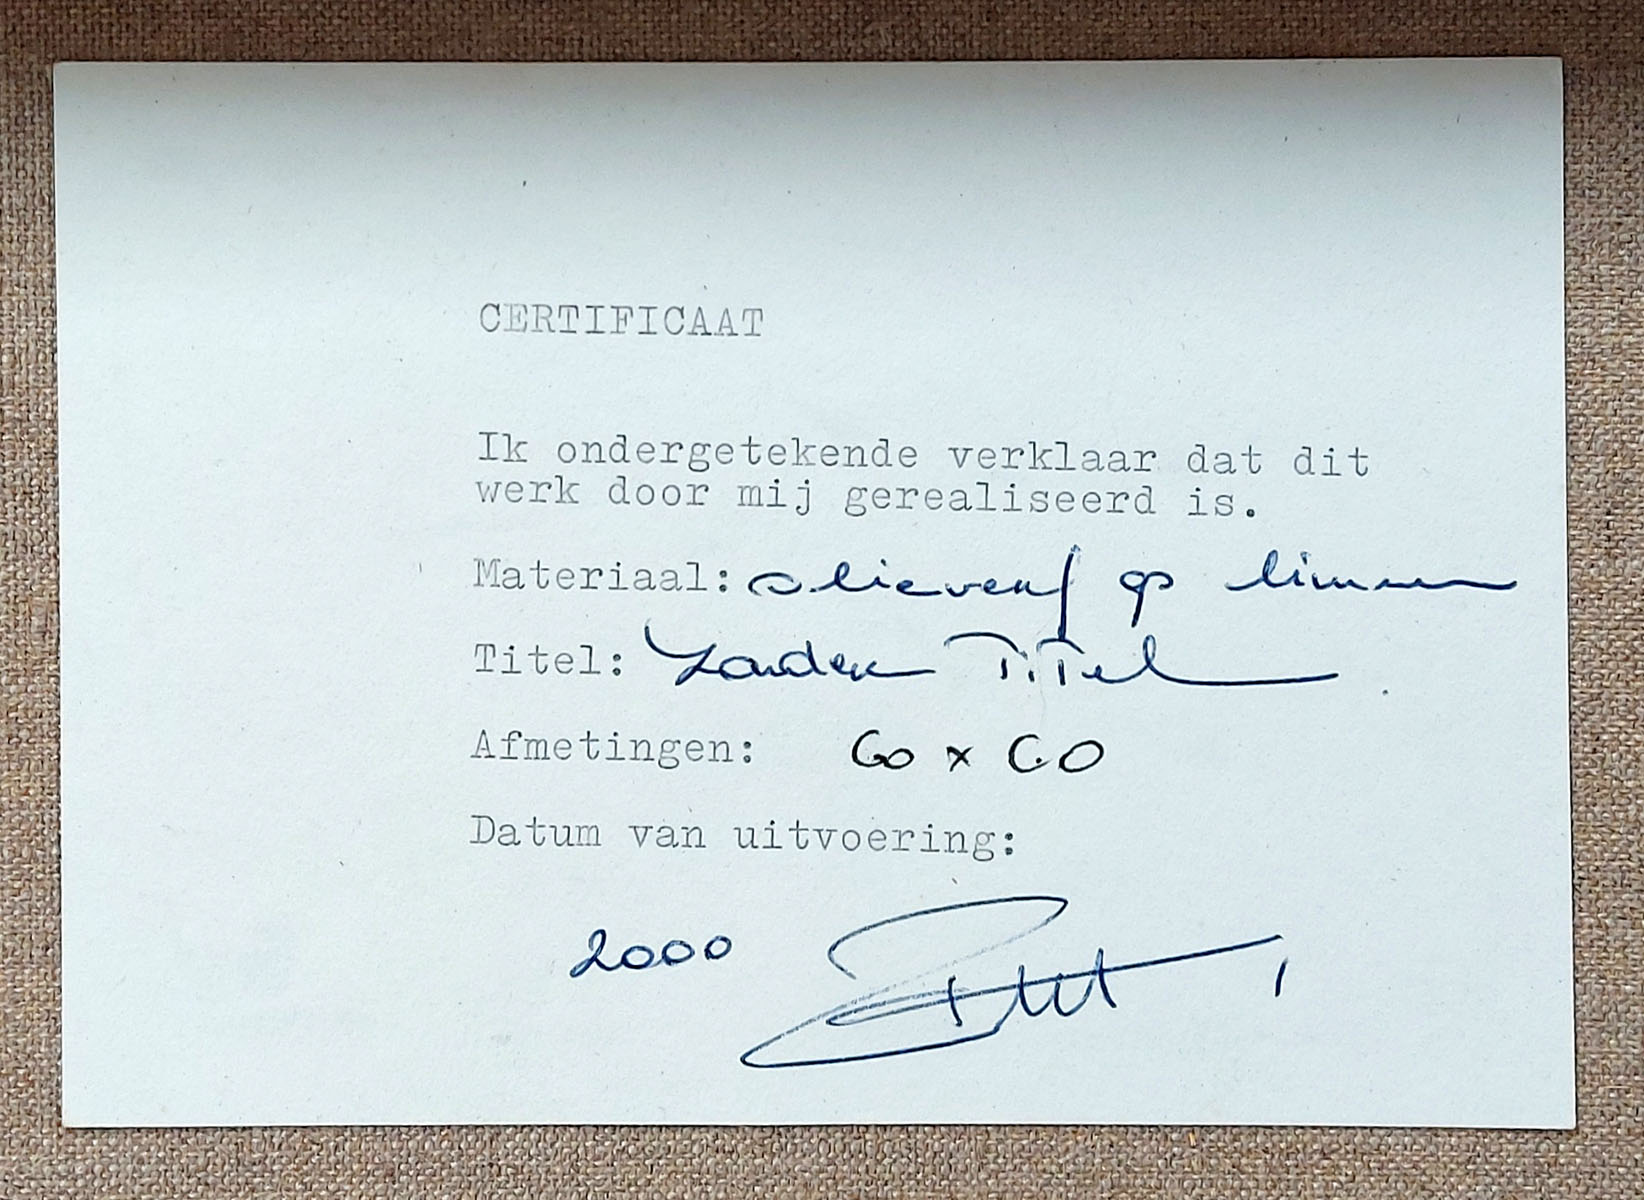 CERTIFICAAT
Ik ondergetekende verklaar dat dit
werk door mij gerealiseerd is.
Materiaal: olieverf op linnen
Titel: Zonder Titel
Afmetingen: 60 x 60
Datum van uitvoering:
2000